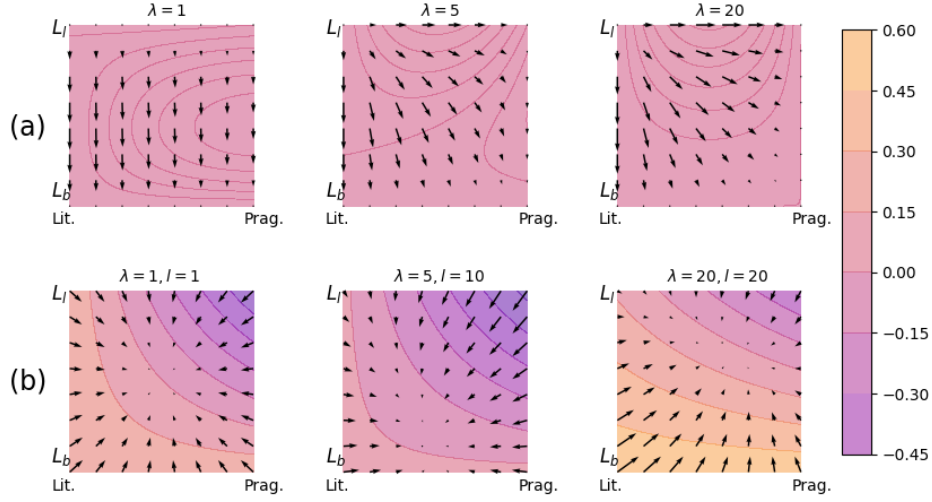 λ = 1
λ = 5
λ = 20
(a)
L_l
L_b
Lit.
Prag.
L_l
L_b
Lit.
Prag.
L_l
L_b
Lit.
Prag.
λ = 1, l = 1
λ = 5, l = 10
λ = 20, l = 20
(b)
L_l
L_b
Lit.
Prag.
L_l
L_b
Lit.
Prag.
L_l
L_b
Lit.
Prag.
0.60
0.45
0.30
0.15
0.00
−0.15
−0.30
−0.45